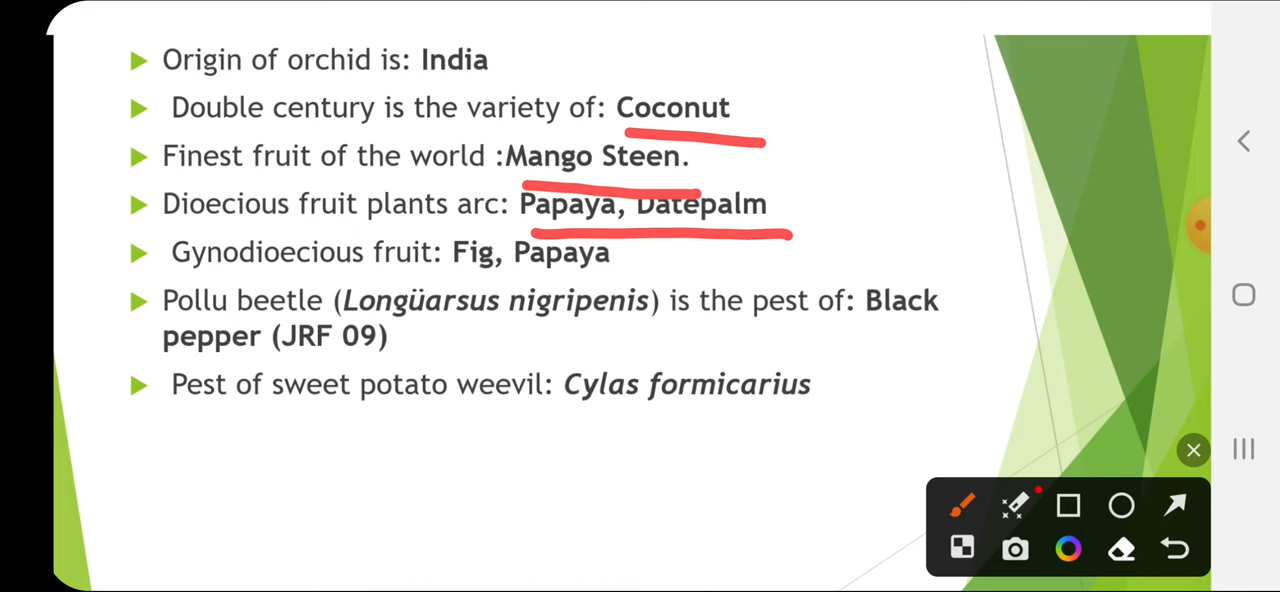 Origin of orchid is: India
Double century is the variety of: Coconut
Finest fruit of the world :Mango Steen.
Dioecious fruit plants arc: Papaya, Datepalm
Gynodioecious fruit: Fig, Papaya
Pollu beetle (Longüarsus nigripenis) is the pest of: Black
pepper (JRF 09)
Pest of sweet potato weevil: Cylas formicarius